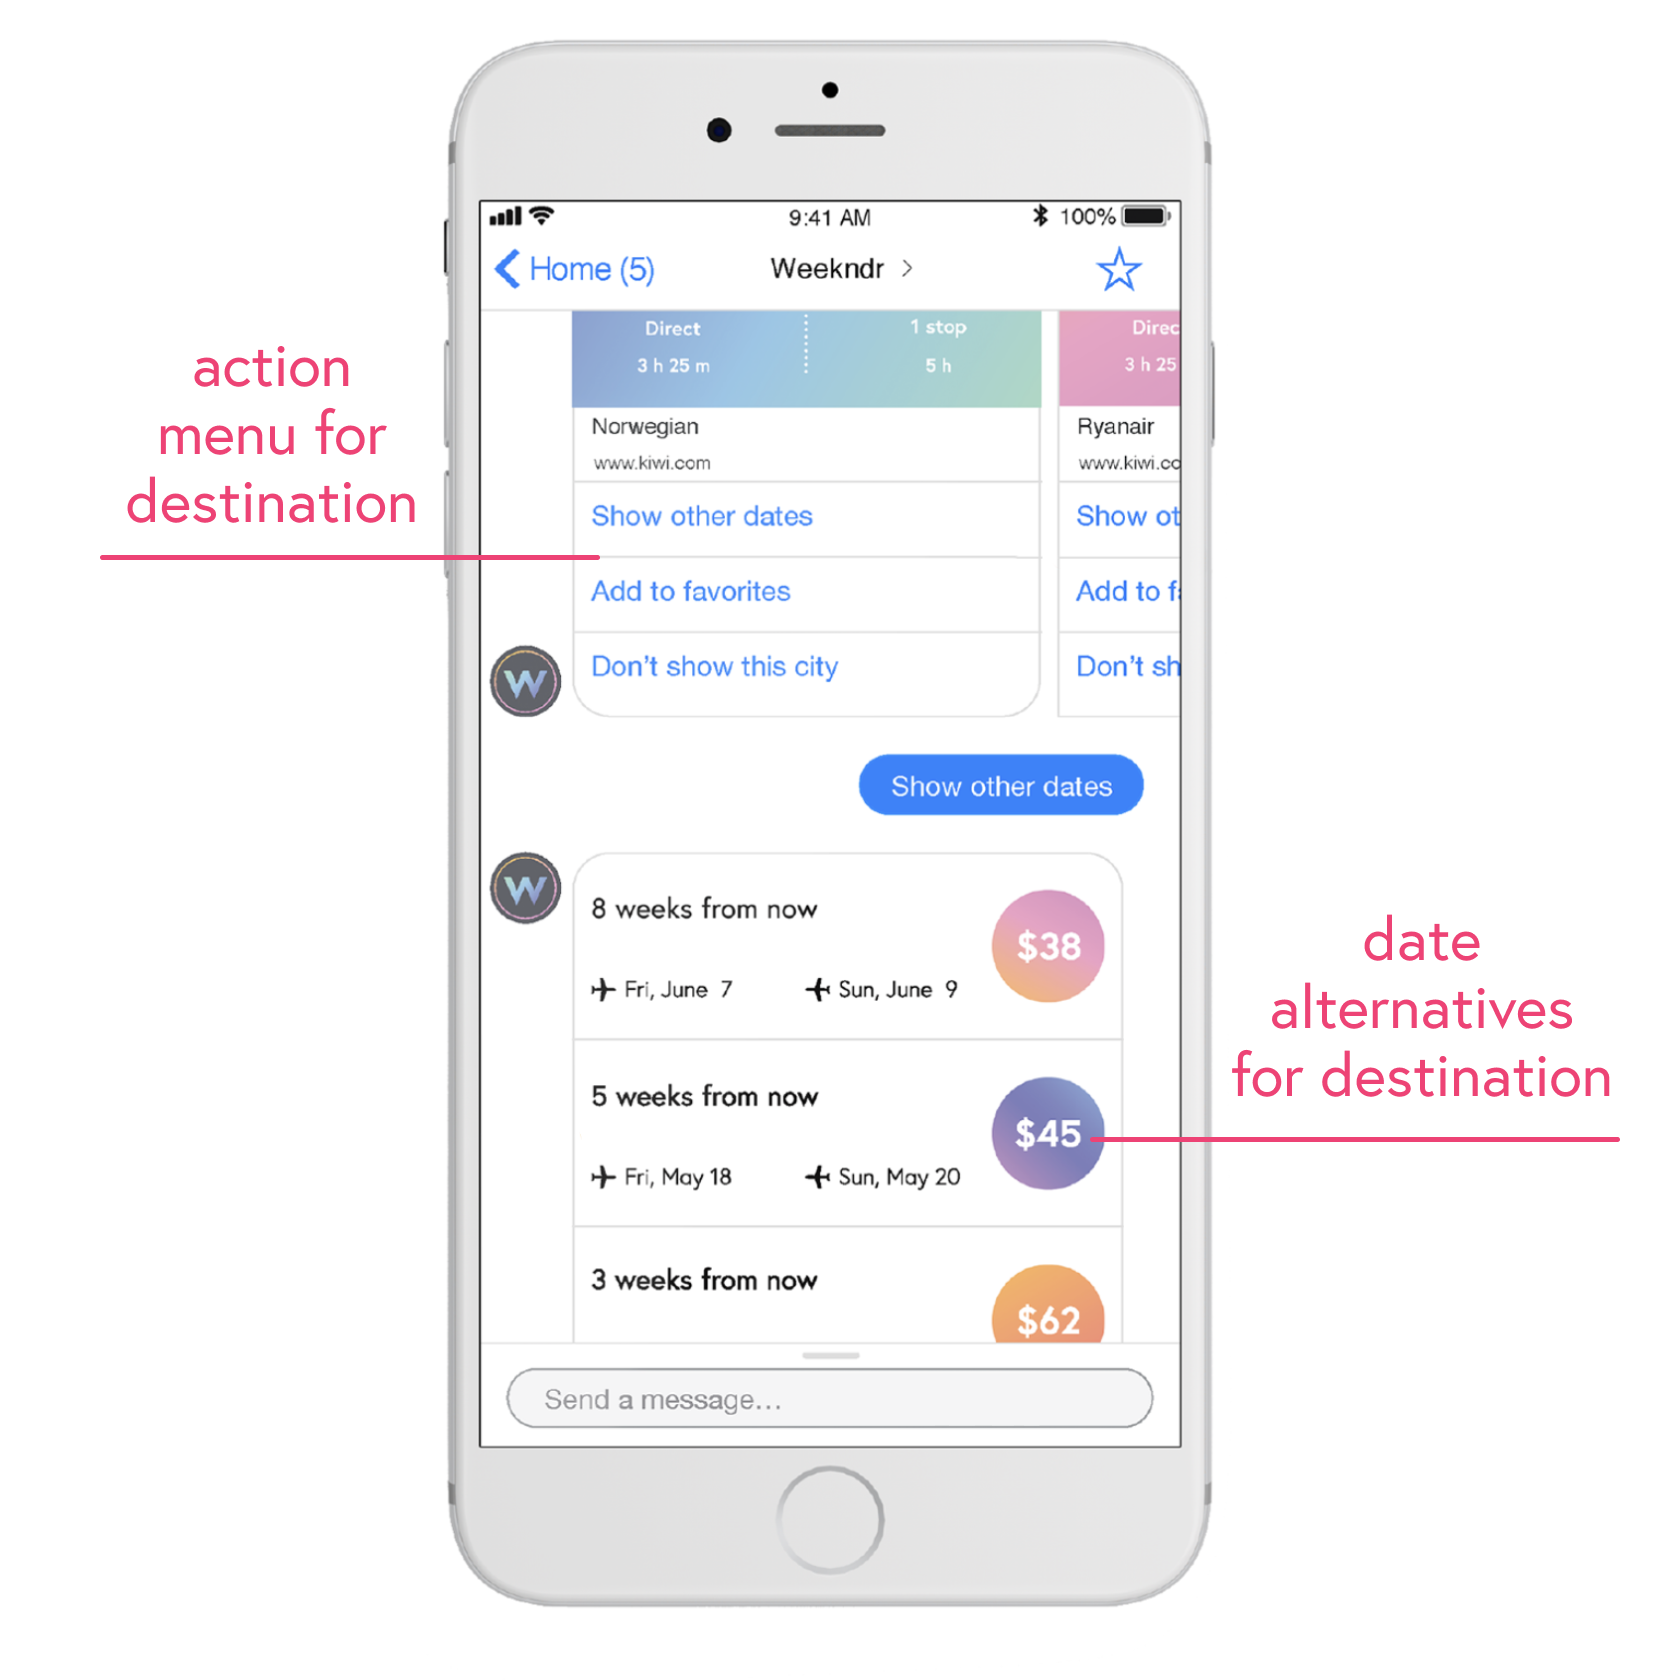 9:41 AM
100%
Home (5)
Weekndr
Direct
1 stop
3 h 25 m
5 h
Norwegian
www.kiwi.com
Show other dates
Add to favorites
Don't show this city
Direc
3 h 25
Ryanair
www.kiwi.co
Show ot
Add to f
Don't sh
action
menu for
destination
W
Show other dates
W
8 weeks from now
$38
Fri, June 7
Sun, June 9
5 weeks from now
$45
Fri, May 18
Sun, May 20
3 weeks from now
$62
date
alternatives
for destination
Send a message...